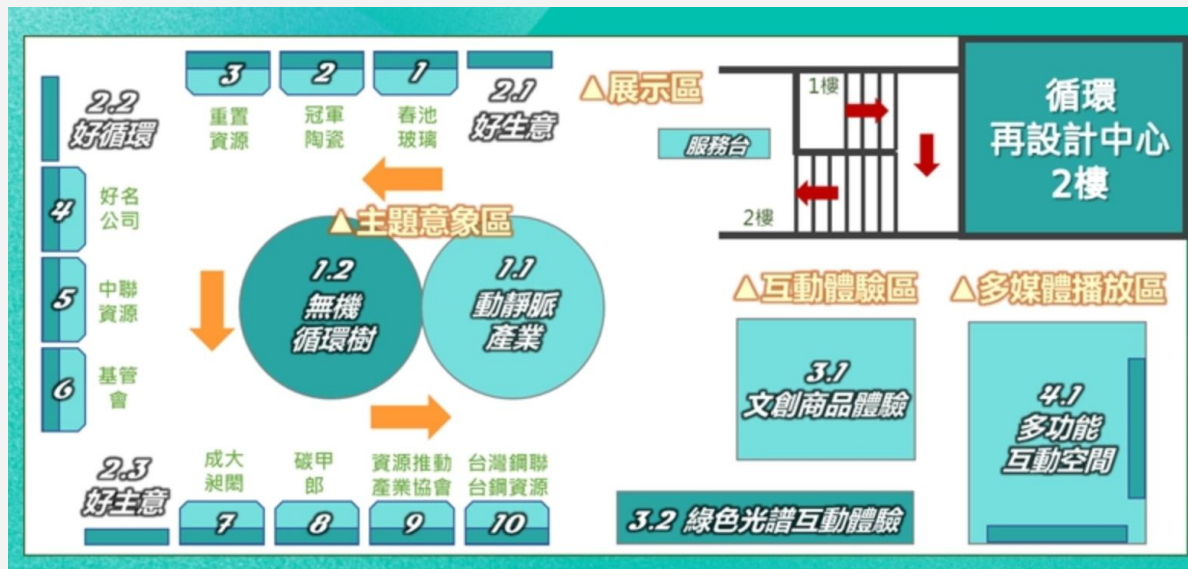 3
2
1
2.1
好生意
重置
資源
冠軍
陶瓷
春池
玻璃
2.2
好循環
▲展示區
服務台
1樓
2樓
循環
再設計中心
2樓
4
好名
公司
5
中聯
資源
6
基管
會
▲主題意象區
1.2
無機
循環樹
1.1
動靜脈
產業
▲互動體驗區
3.1
文創商品體驗
▲多媒體播放區
4.1
多功能
互動空間
2.3
好主意
成大
昶閎
7
碳甲
郎
8
資源推動
產業協會
9
台灣鋼聯
台鋼資源
10
3.2 綠色光譜互動體驗